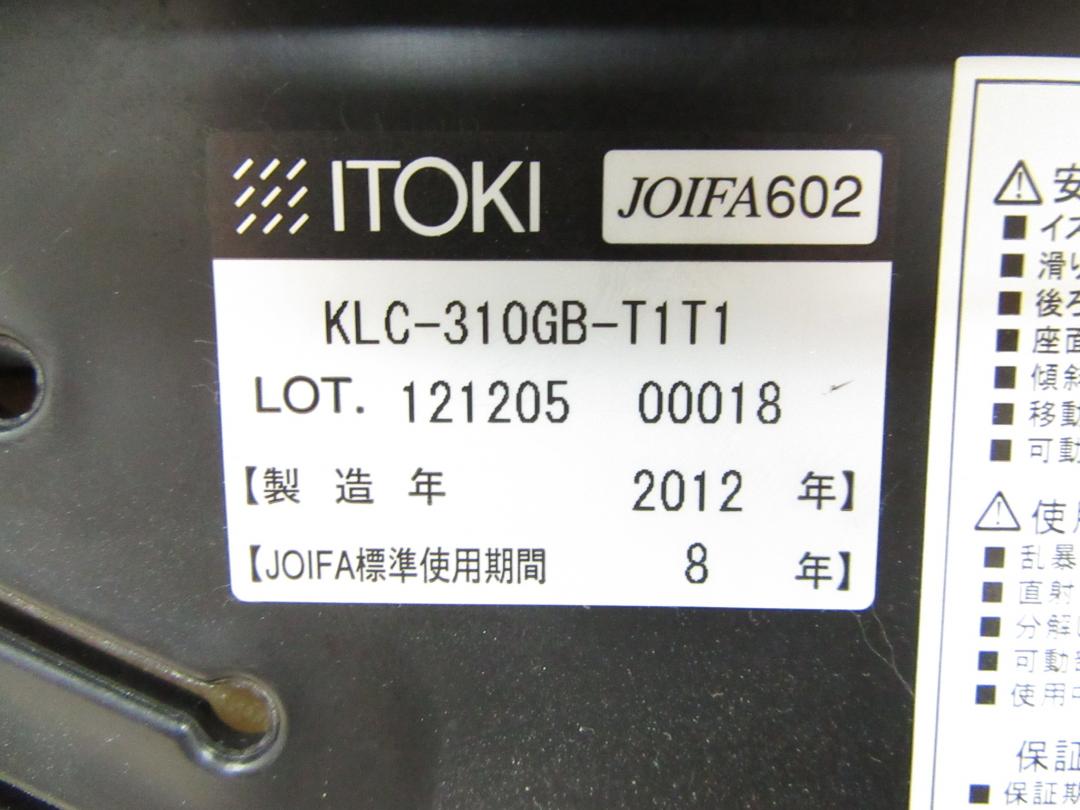 ITOKI JOIFA602
KLC-310GB-T1T1
LOT. 121205 00018
【製造年 2012 年】
【JOIFA標準使用期間 8 年】
⚠安
■イス
■滑り
■後ろ
■座面
■傾斜
■移動
■可動
⚠使用
■乱暴
■直射
■分解
■可動部
■使用中
保証
■保証期